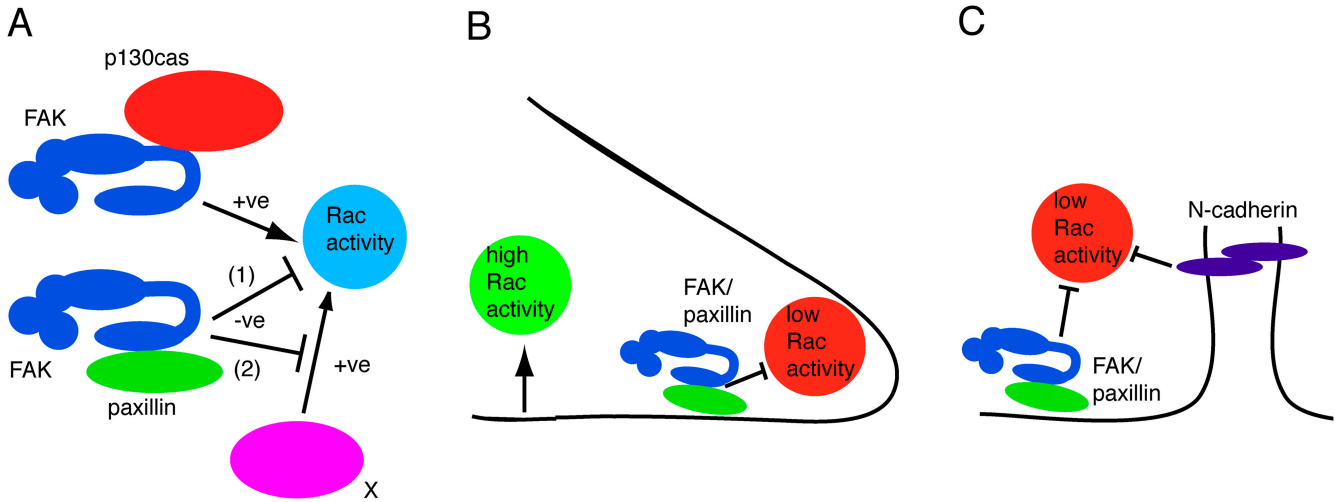 A
p130cas
FAK
+ve
Rac
activity
(1)
-ve
(2)
+ve
FAK
paxillin
X
B
high
Rac
activity
FAK/
paxillin
low
Rac
activity
C
low
Rac
activity
N-cadherin
FAK/
paxillin